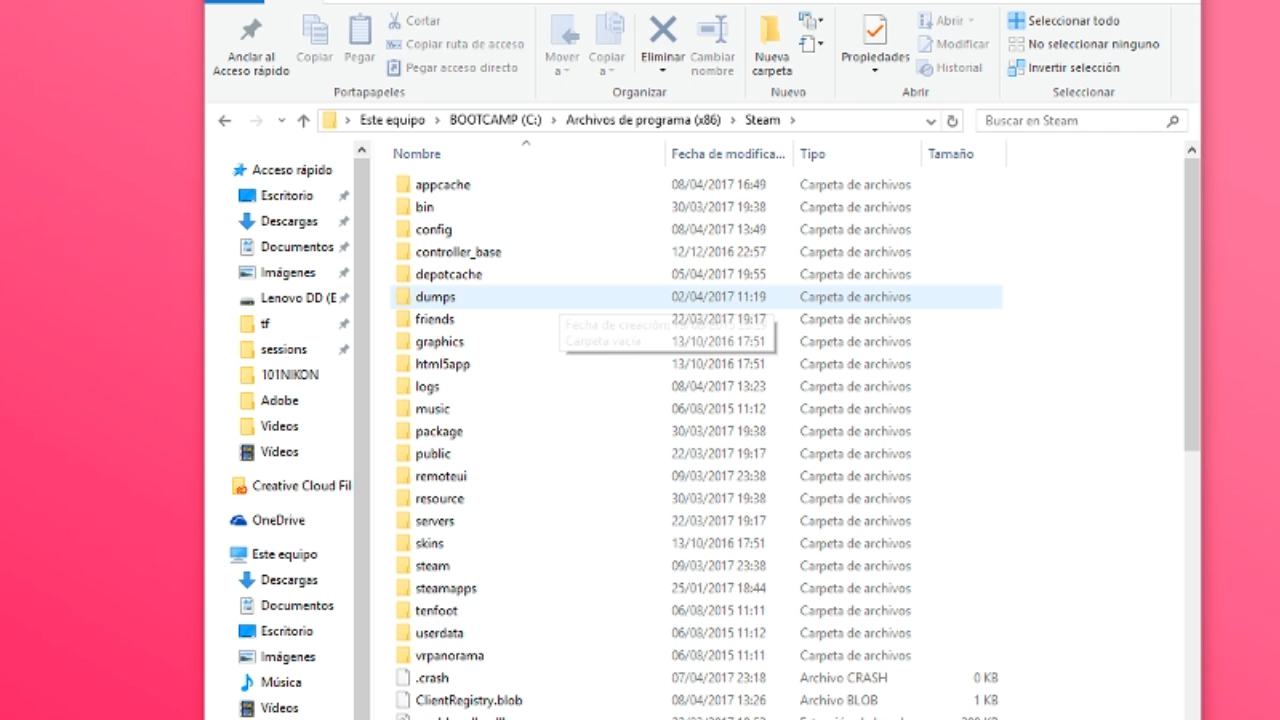 Anclar al Acceso rápido
Copiar
Pegar
Cortar
Copiar ruta de acceso
Pegar acceso directo
Portapapeles
Mover a
Copiar a
Eliminar
Cambiar nombre
Organizar
Nueva carpeta
Nuevo
Propiedades
Abrir
Modificar
Historial
Abrir
Seleccionar todo
No seleccionar ninguno
Invertir selección
Seleccionar
Este equipo > BOOTCAMP (C:) > Archivos de programa (x86) > Steam >
Buscar en Steam
Acceso rápido
Escritorio
Descargas
Documentos
Imágenes
Lenovo DD (E
tf
sessions
101NIKON
Adobe
Videos
Vídeos
Creative Cloud Fil
OneDrive
Este equipo
Descargas
Documentos
Escritorio
Imágenes
Música
Vídeos
Nombre Fecha de modifica... Tipo Tamaño
appcache 08/04/2017 16:49 Carpeta de archivos
bin 30/03/2017 19:38 Carpeta de archivos
config 08/04/2017 13:49 Carpeta de archivos
controller_base 12/12/2016 22:57 Carpeta de archivos
depotcache 05/04/2017 19:55 Carpeta de archivos
dumps 02/04/2017 11:19 Carpeta de archivos
friends 22/03/2017 19:17 Carpeta de archivos
Fecha de creación:
graphics 13/10/2016 17:51 Carpeta de archivos
Carpeta vacía
html5app 13/10/2016 17:51 Carpeta de archivos
logs 08/04/2017 13:23 Carpeta de archivos
music 06/08/2015 11:12 Carpeta de archivos
package 30/03/2017 19:38 Carpeta de archivos
public 22/03/2017 19:17 Carpeta de archivos
remoteui 09/03/2017 23:38 Carpeta de archivos
resource 30/03/2017 19:38 Carpeta de archivos
servers 22/03/2017 19:17 Carpeta de archivos
skins 13/10/2016 17:51 Carpeta de archivos
steam 09/03/2017 23:38 Carpeta de archivos
steamapps 25/01/2017 18:44 Carpeta de archivos
tenfoot 06/08/2015 11:11 Carpeta de archivos
userdata 06/08/2015 11:12 Carpeta de archivos
vrpanorama 06/08/2015 11:11 Carpeta de archivos
.crash 07/04/2017 23:18 Archivo CRASH 0 KB
ClientRegistry.blob 08/04/2017 13:26 Archivo BLOB 1 KB